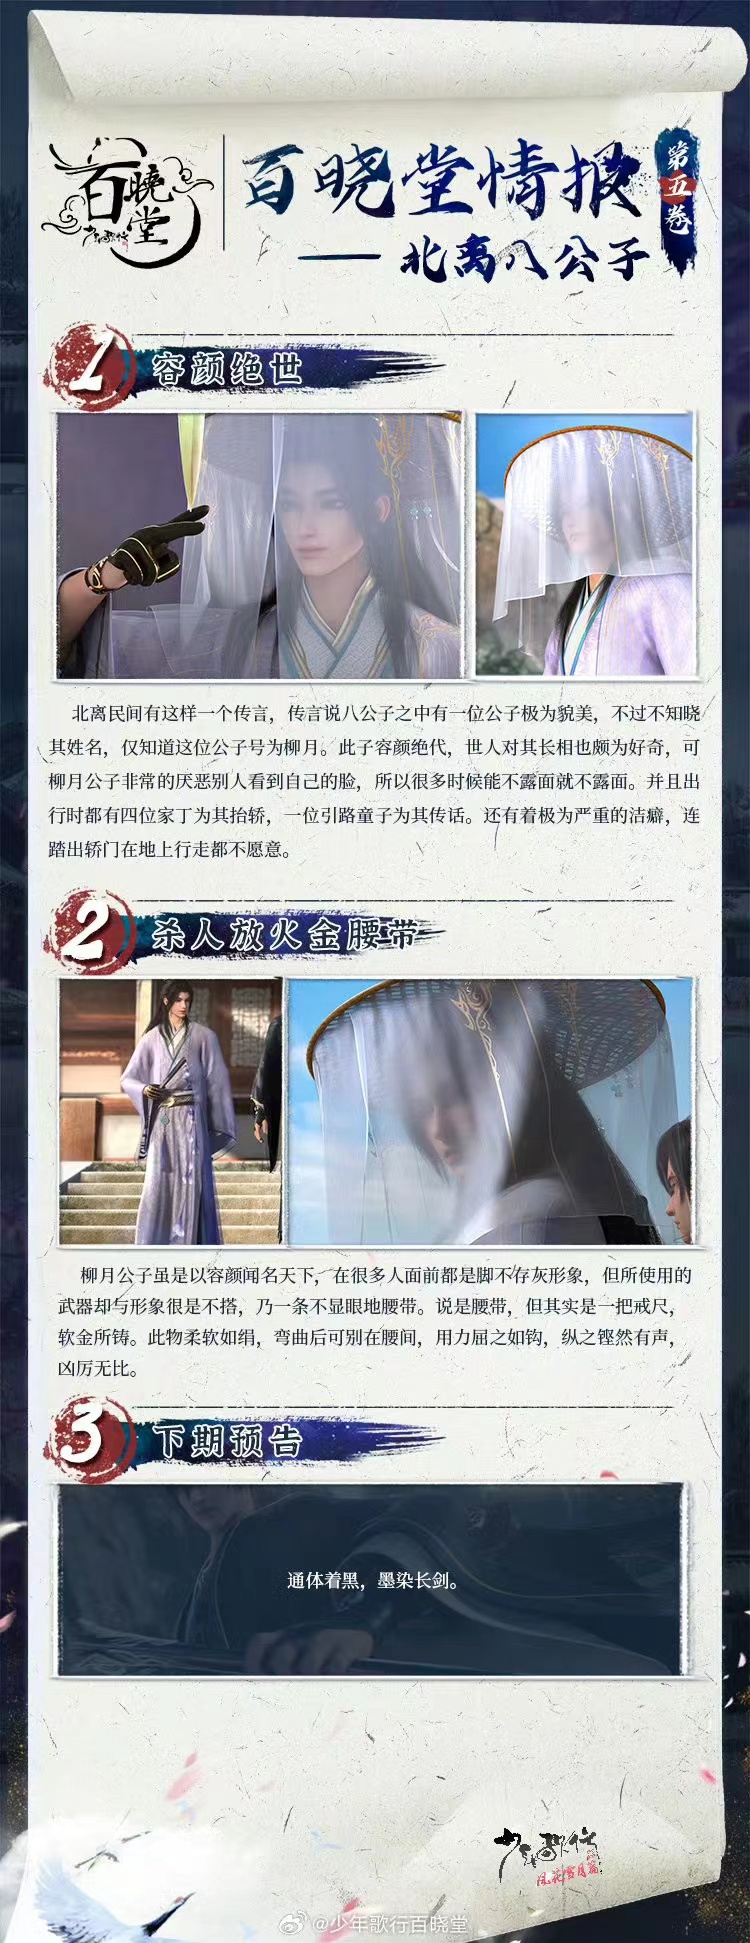 百晓堂
少年歌行
百晓堂情报
第五卷
——北离八公子
1 容颜绝世
北离民间有这样一个传言，传言说八公子之中有一位公子极为貌美，不过不知晓
其姓名，仅知道这位公子号为柳月。此子容颜绝代，世人对其长相也颇为好奇，可
柳月公子非常的厌恶别人看到自己的脸，所以很多时候能不露面就不露面。并且出
行时都有四位家丁为其抬轿，一位引路童子为其传话。还有着极为严重的洁癖，连
踏出轿门在地上行走都不愿意。
2 杀人放火金腰带
柳月公子虽是以容颜闻名天下，在很多人面前都是脚不存灰形象，但所使用的
武器却与形象很是不搭，乃一条不显眼地腰带。说是腰带，但其实是一把戒尺，
软金所铸。此物柔软如绢，弯曲后可别在腰间，用力屈之如钩，纵之铿然有声，
凶厉无比。
3 下期预告
通体着黑，墨染长剑。
少年歌行
风花雪月篇
@少年歌行百晓堂